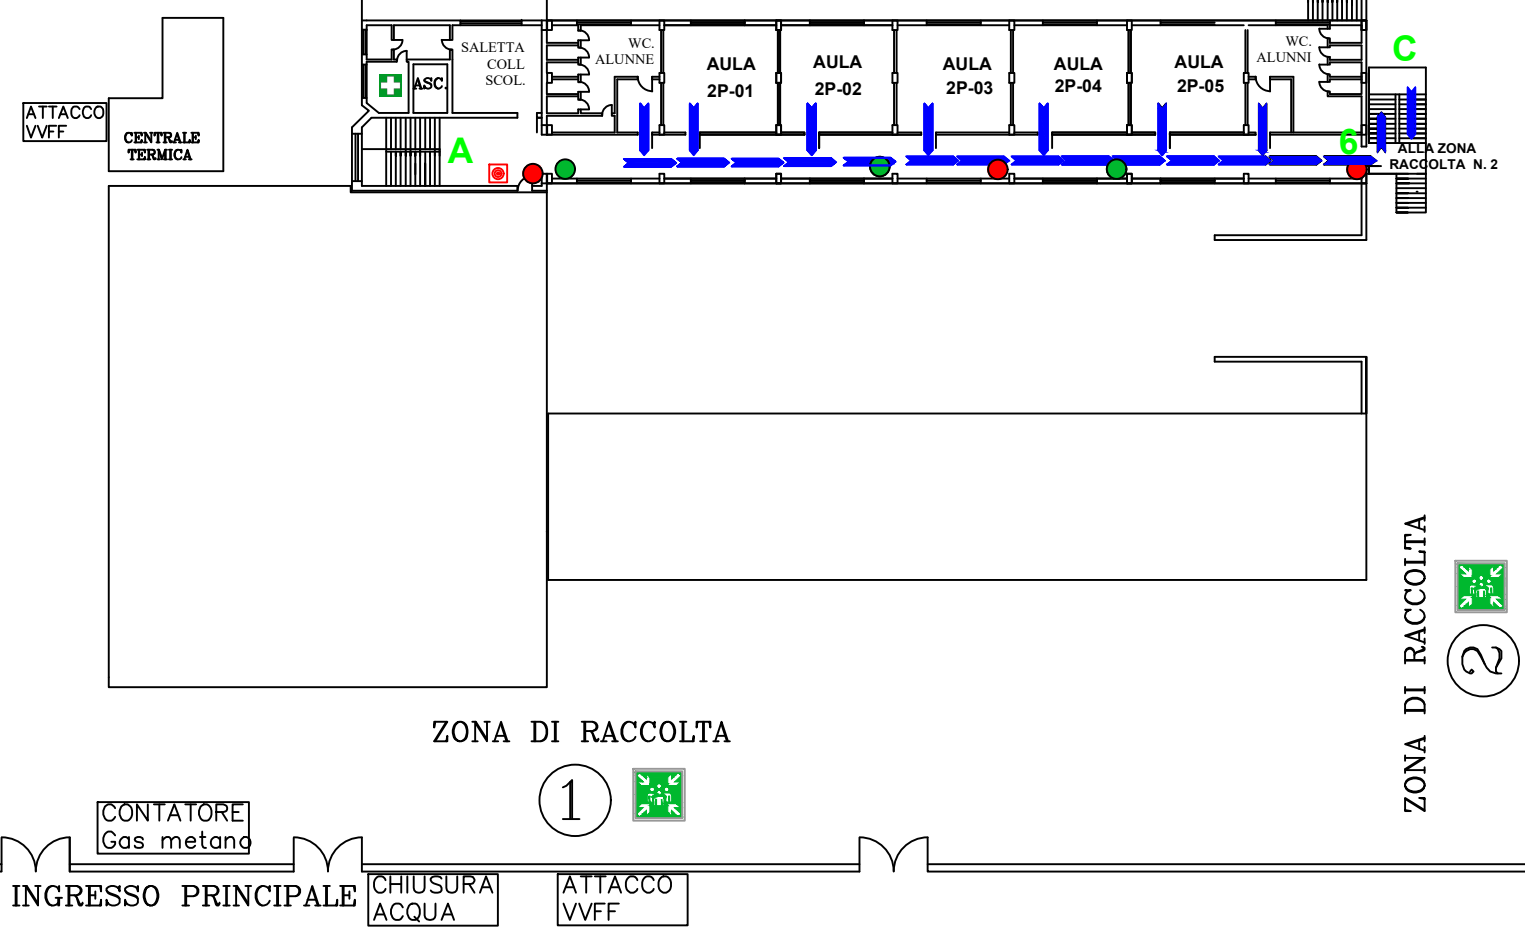 SALETTA
COLL
SCOL.
WC.
ALUNNE
AULA
2P-01
AULA
2P-02
AULA
2P-03
AULA
2P-04
AULA
2P-05
WC.
ALUNNI
C
ASC.
ATTACCO
VVFF
CENTRALE
TERMICA
A
6
ALLA ZONA
RACCOLTA N. 2
ZONA DI RACCOLTA
2
ZONA DI RACCOLTA
1
CONTATORE
Gas metano
INGRESSO PRINCIPALE
CHIUSURA
ACQUA
ATTACCO
VVFF